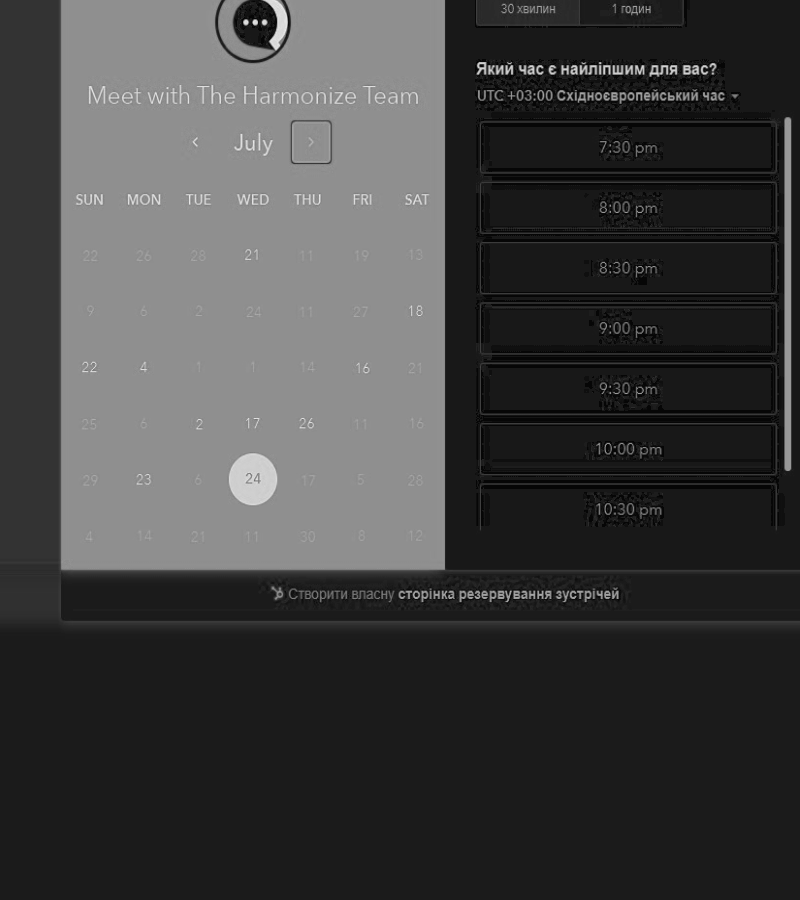 30 хвилин 1 годин
Який час є найліпшим для вас?
UTC +03:00 Східноєвропейський час
Meet with The Harmonize Team
July
SUN MON TUE WED THU FRI SAT
22 26 28 21 11 19 13
9 6 2 24 11 27 18
22 4 1 1 14 16 21
25 6 2 17 26 11 16
29 23 6 24 17 5 28
4 14 21 11 30 8 12
7:30 pm
8:00 pm
8:30 pm
9:00 pm
9:30 pm
10:00 pm
10:30 pm
Створити власну сторінка резервування зустрічей